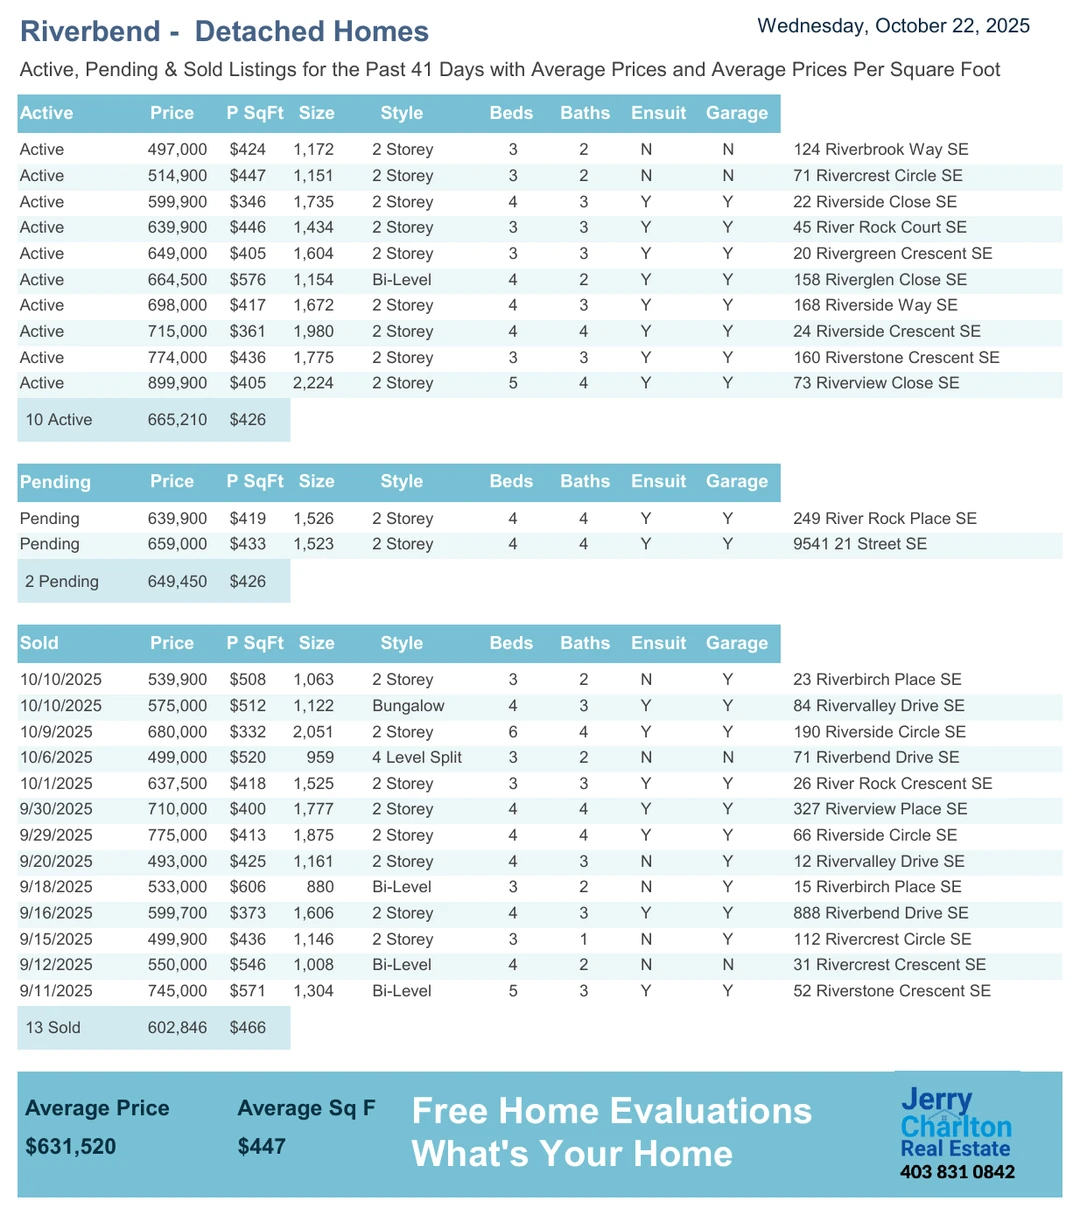 Riverbend - Detached Homes
Wednesday, October 22, 2025
Active, Pending & Sold Listings for the Past 41 Days with Average Prices and Average Prices Per Square Foot
Active Price P SqFt Size Style Beds Baths Ensuit Garage
Active 497,000 $424 1,172 2 Storey 3 2 N N 124 Riverbrook Way SE
Active 514,900 $447 1,151 2 Storey 3 2 N N 71 Rivercrest Circle SE
Active 599,900 $346 1,735 2 Storey 4 3 Y Y 22 Riverside Close SE
Active 639,900 $446 1,434 2 Storey 3 3 Y Y 45 River Rock Court SE
Active 649,000 $405 1,604 2 Storey 3 3 Y Y 20 Rivergreen Crescent SE
Active 664,500 $576 1,154 Bi-Level 4 2 Y Y 158 Riverglen Close SE
Active 698,000 $417 1,672 2 Storey 4 3 Y Y 168 Riverside Way SE
Active 715,000 $361 1,980 2 Storey 4 4 Y Y 24 Riverside Crescent SE
Active 774,000 $436 1,775 2 Storey 3 3 Y Y 160 Riverstone Crescent SE
Active 899,900 $405 2,224 2 Storey 5 4 Y Y 73 Riverview Close SE
10 Active 665,210 $426
Pending Price P SqFt Size Style Beds Baths Ensuit Garage
Pending 639,900 $419 1,526 2 Storey 4 4 Y Y 249 River Rock Place SE
Pending 659,000 $433 1,523 2 Storey 4 4 Y Y 9541 21 Street SE
2 Pending 649,450 $426
Sold Price P SqFt Size Style Beds Baths Ensuit Garage
10/10/2025 539,900 $508 1,063 2 Storey 3 2 N Y 23 Riverbirch Place SE
10/10/2025 575,000 $512 1,122 Bungalow 4 3 Y Y 84 Rivervalley Drive SE
10/9/2025 680,000 $332 2,051 2 Storey 6 4 Y Y 190 Riverside Circle SE
10/6/2025 499,000 $520 959 4 Level Split 3 2 N N 71 Riverbend Drive SE
10/1/2025 637,500 $418 1,525 2 Storey 3 3 Y Y 26 River Rock Crescent SE
9/30/2025 710,000 $400 1,777 2 Storey 4 4 Y Y 327 Riverview Place SE
9/29/2025 775,000 $413 1,875 2 Storey 4 4 Y Y 66 Riverside Circle SE
9/20/2025 493,000 $425 1,161 2 Storey 4 3 N Y 12 Rivervalley Drive SE
9/18/2025 533,000 $606 880 Bi-Level 3 2 N Y 15 Riverbirch Place SE
9/16/2025 599,700 $373 1,606 2 Storey 4 3 Y Y 888 Riverbend Drive SE
9/15/2025 499,900 $436 1,146 2 Storey 3 1 N Y 112 Rivercrest Circle SE
9/12/2025 550,000 $546 1,008 Bi-Level 4 2 N N 31 Rivercrest Crescent SE
9/11/2025 745,000 $571 1,304 Bi-Level 5 3 Y Y 52 Riverstone Crescent SE
13 Sold 602,846 $466
Average Price Average Sq F
$631,520 $447
Free Home Evaluations
What's Your Home
Jerry
Charlton
Real Estate
403 831 0842